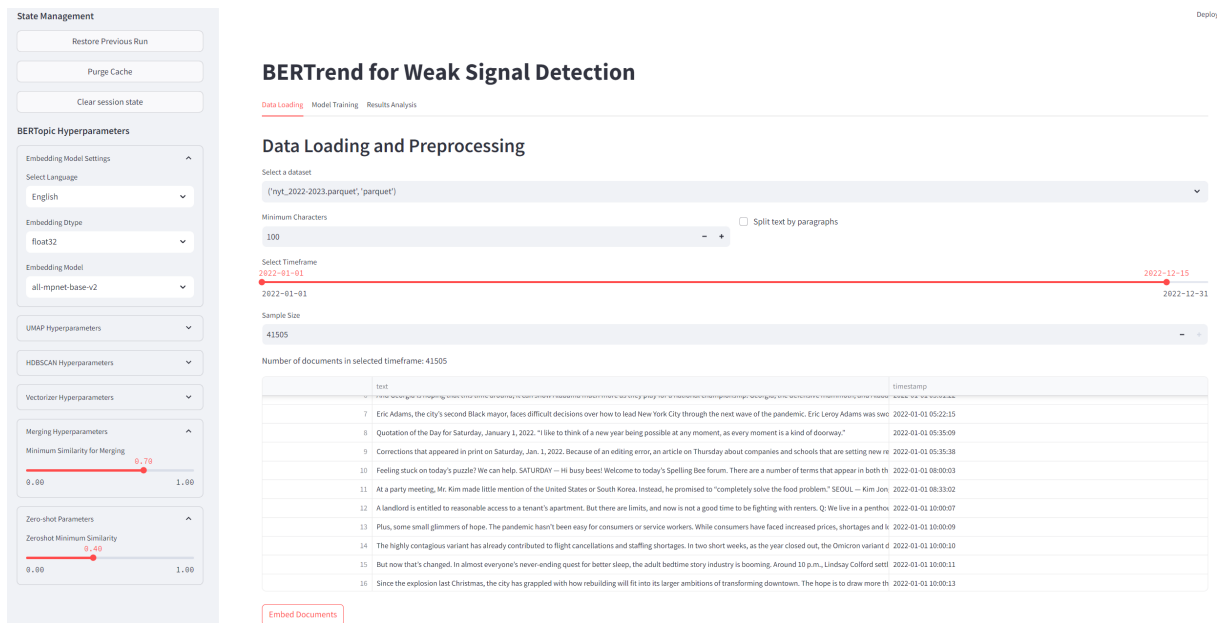 State Management
Restore Previous Run
Purge Cache
Clear session state
BERTopic Hyperparameters
Embedding Model Settings
Select Language
English
Embedding Dtype
float32
Embedding Model
all-mpnet-base-v2
UMAP Hyperparameters
HDBSCAN Hyperparameters
Vectorizer Hyperparameters
Merging Hyperparameters
Minimum Similarity for Merging
0.70
0.00 1.00
Zero-shot Parameters
Zeroshot Minimum Similarity
0.40
0.00 1.00
Deploy
BERTrend for Weak Signal Detection
Data Loading Model Training Results Analysis
Data Loading and Preprocessing
Select a dataset
('nyt_2022-2023.parquet', 'parquet')
Minimum Characters
100 − +
Split text by paragraphs
Select Timeframe
2022-01-01 2022-12-15
2022-01-01 2022-12-31
Sample Size
41505 − +
Number of documents in selected timeframe: 41505
text timestamp
7 Eric Adams, the city's second Black mayor, faces difficult decisions over how to lead New York City through the next wave of the pandemic. Eric Leroy Adams was swo 2022-01-01 05:22:15
8 Quotation of the Day for Saturday, January 1, 2022. “I like to think of a new year being possible at any moment, as every moment is a kind of doorway.” 2022-01-01 05:35:09
9 Corrections that appeared in print on Saturday, Jan. 1, 2022. Because of an editing error, an article on Thursday about companies and schools that are setting new re 2022-01-01 05:35:38
10 Feeling stuck on today's puzzle? We can help. SATURDAY — Hi busy bees! Welcome to today's Spelling Bee forum. There are a number of terms that appear in both th 2022-01-01 08:00:03
11 At a party meeting, Mr. Kim made little mention of the United States or South Korea. Instead, he promised to “completely solve the food problem.” SEOUL — Kim Jon 2022-01-01 08:33:02
12 A landlord is entitled to reasonable access to a tenant's apartment. But there are limits, and now is not a good time to be fighting with renters. Q: We live in a penthou 2022-01-01 10:00:07
13 Plus, some small glimmers of hope. The pandemic hasn't been easy for consumers or service workers. While consumers have faced increased prices, shortages and lo 2022-01-01 10:00:09
14 The highly contagious variant has already contributed to flight cancellations and staffing shortages. In two short weeks, as the year closed out, the Omicron variant d 2022-01-01 10:00:10
15 But now that's changed. In almost everyone's never-ending quest for better sleep, the adult bedtime story industry is booming. Around 10 p.m., Lindsay Colford settl 2022-01-01 10:00:11
16 Since the explosion last Christmas, the city has grappled with how rebuilding will fit into its larger ambitions of transforming downtown. The hope is to draw more th 2022-01-01 10:00:13
Embed Documents